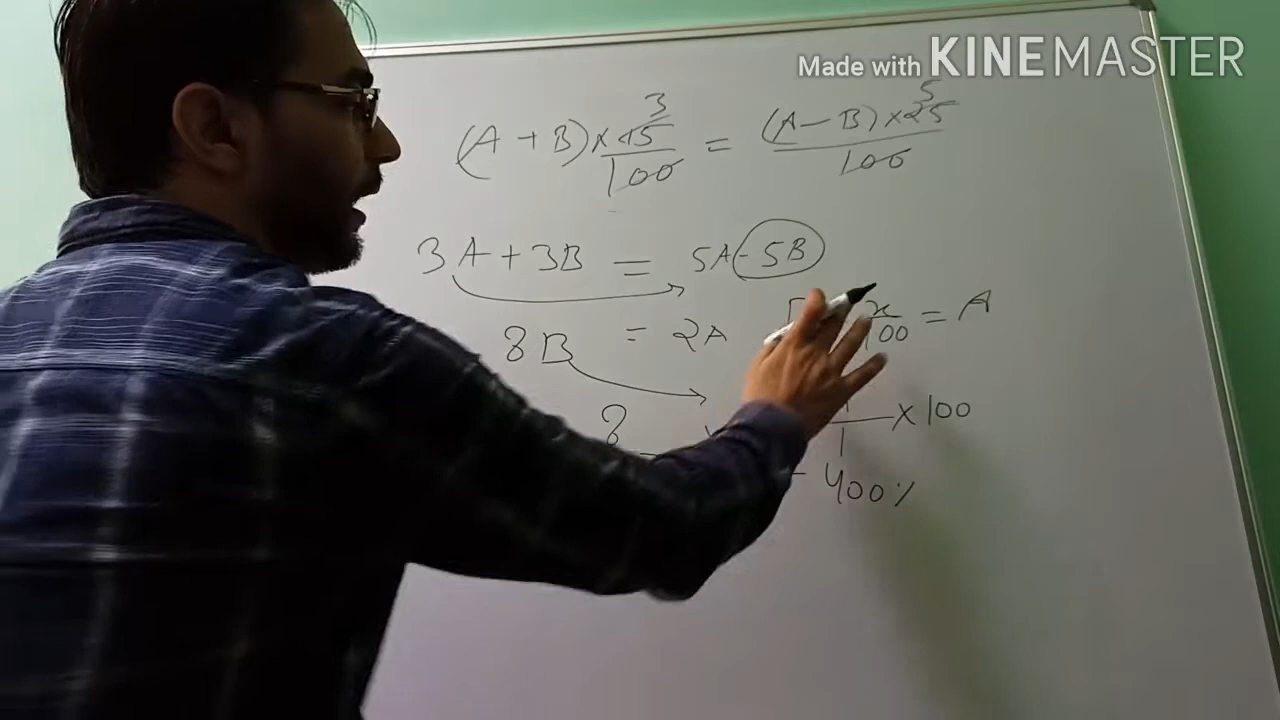 Made with KINEMASTER
(A + B) × 15 3 / 100 = (A - B) × 25 5 / 100
3A + 3B = 5A - 5B
8B = 2A
x / 100 = A
8
1 × 100
400%